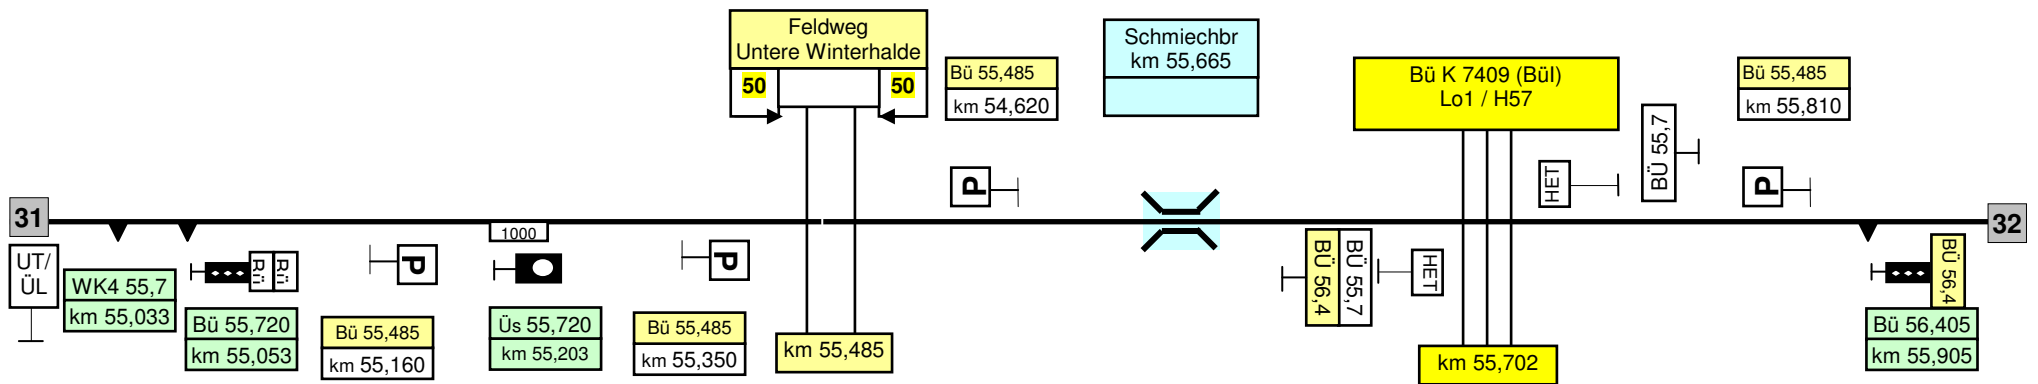 Feldweg
Untere Winterhalde
50
50
Bü 55,485
km 54,620
Schmiechbr
km 55,665
Bü K 7409 (Bül)
Lo1 / H57
BÜ 55,7
Bü 55,485
km 55,810
P
HET
P
31
32
1000
UT/
ÜL
WK4 55,7
km 55,033
Rü
Rü
Bü 55,720
km 55,053
P
Bü 55,485
km 55,160
Üs 55,720
km 55,203
P
Bü 55,485
km 55,350
km 55,485
BÜ 56,4
BÜ 55,7
HET
km 55,702
BÜ 56,4
Bü 56,405
km 55,905